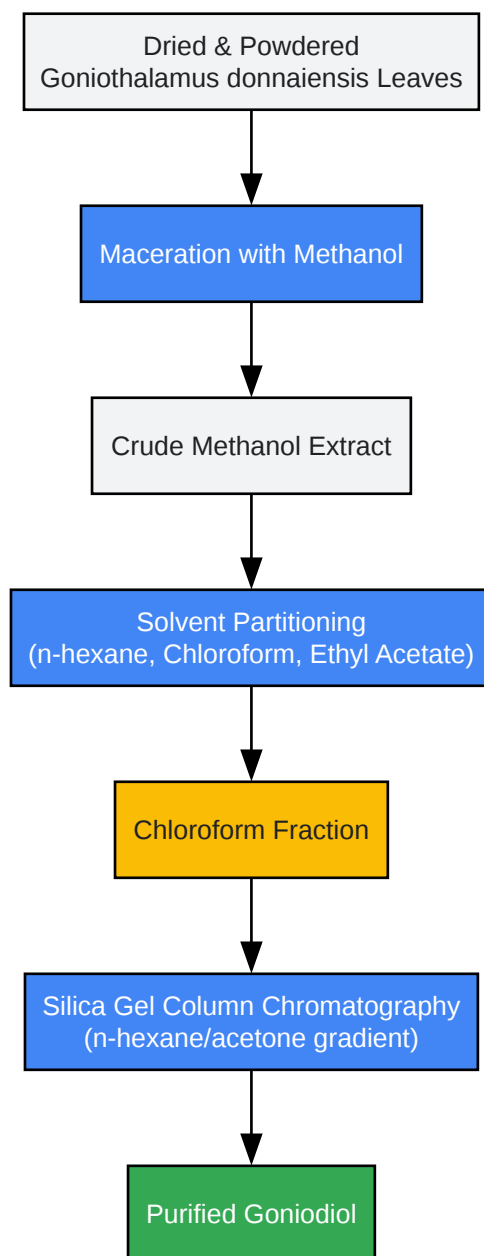 Dried & Powdered
Goniothalamus donnaiensis Leaves
Maceration with Methanol
Crude Methanol Extract
Solvent Partitioning
(n-hexane, Chloroform, Ethyl Acetate)
Chloroform Fraction
Silica Gel Column Chromatography
(n-hexane/acetone gradient)
Purified Goniodiol